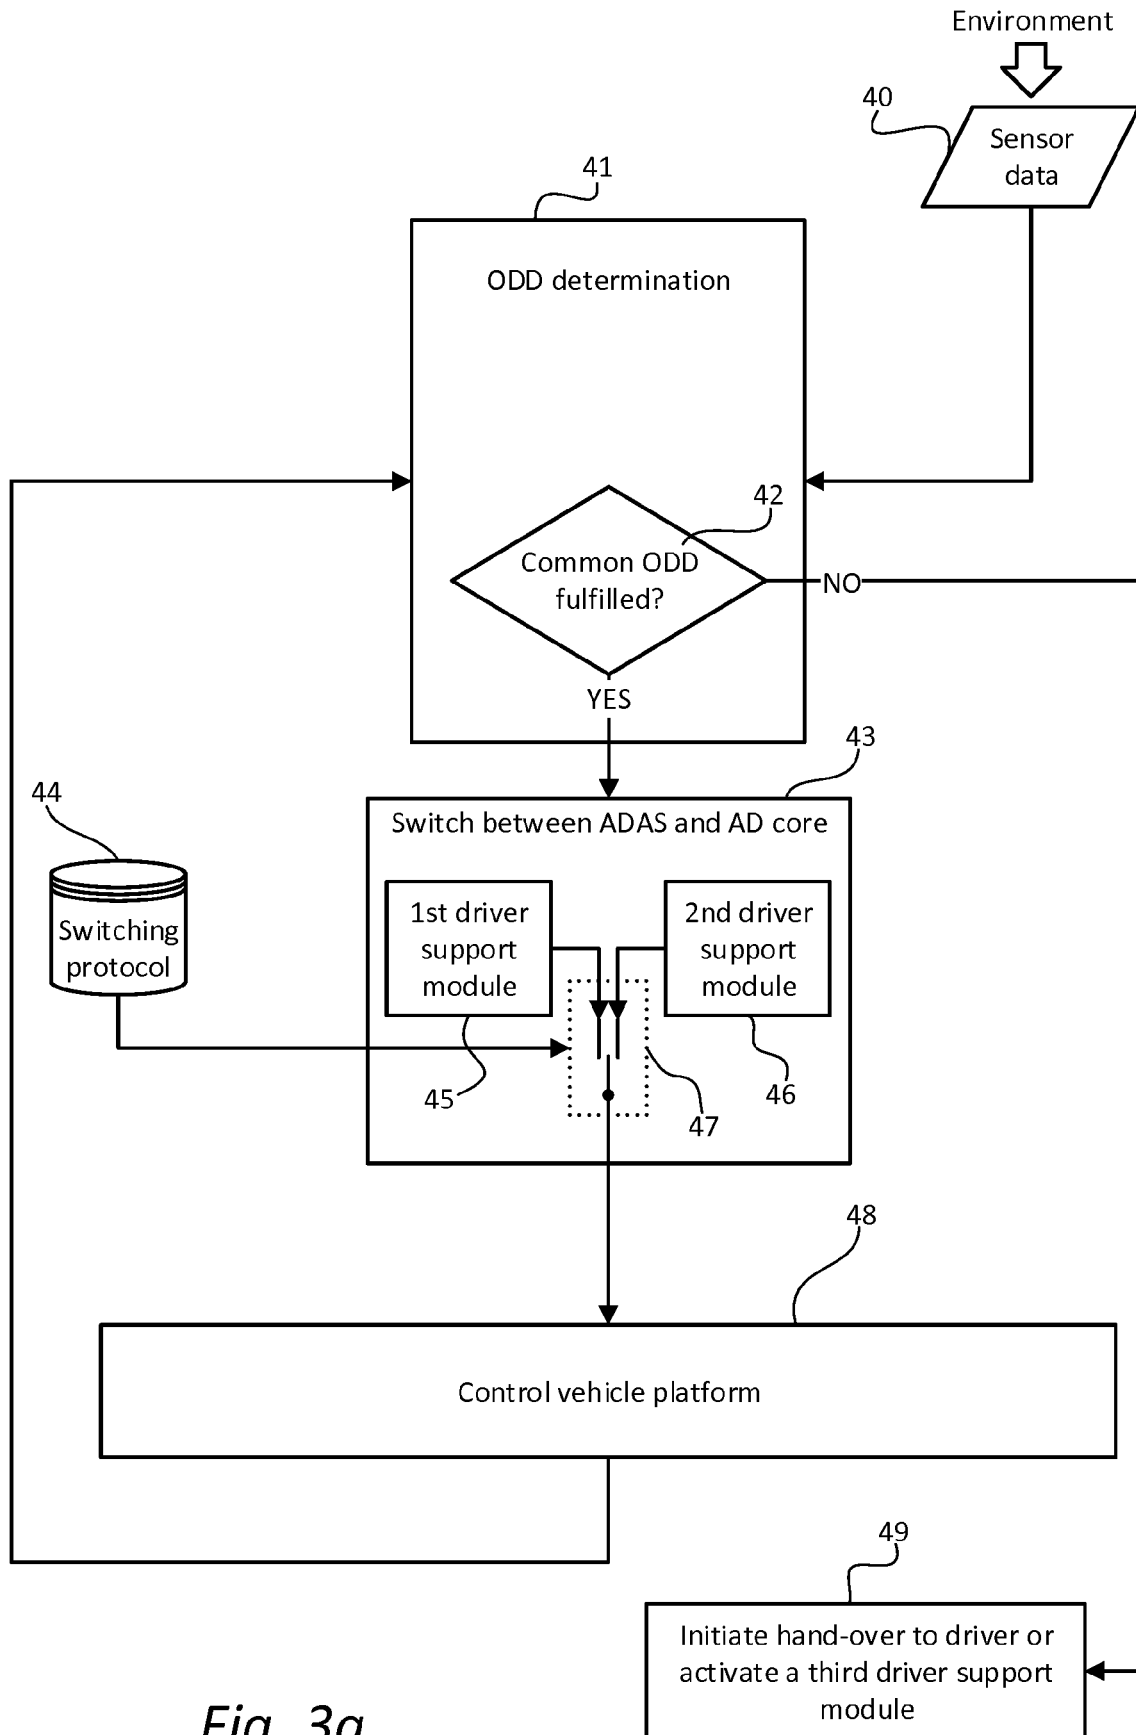 Environment
40
Sensor
data
41
ODD determination
42
Common ODD
fulfilled?
NO
YES
43
Switch between ADAS and AD core
44
Switching
protocol
1st driver
support
module
2nd driver
support
module
45
46
47
48
Control vehicle platform
49
Initiate hand-over to driver or
activate a third driver support
module
Fig. 3a